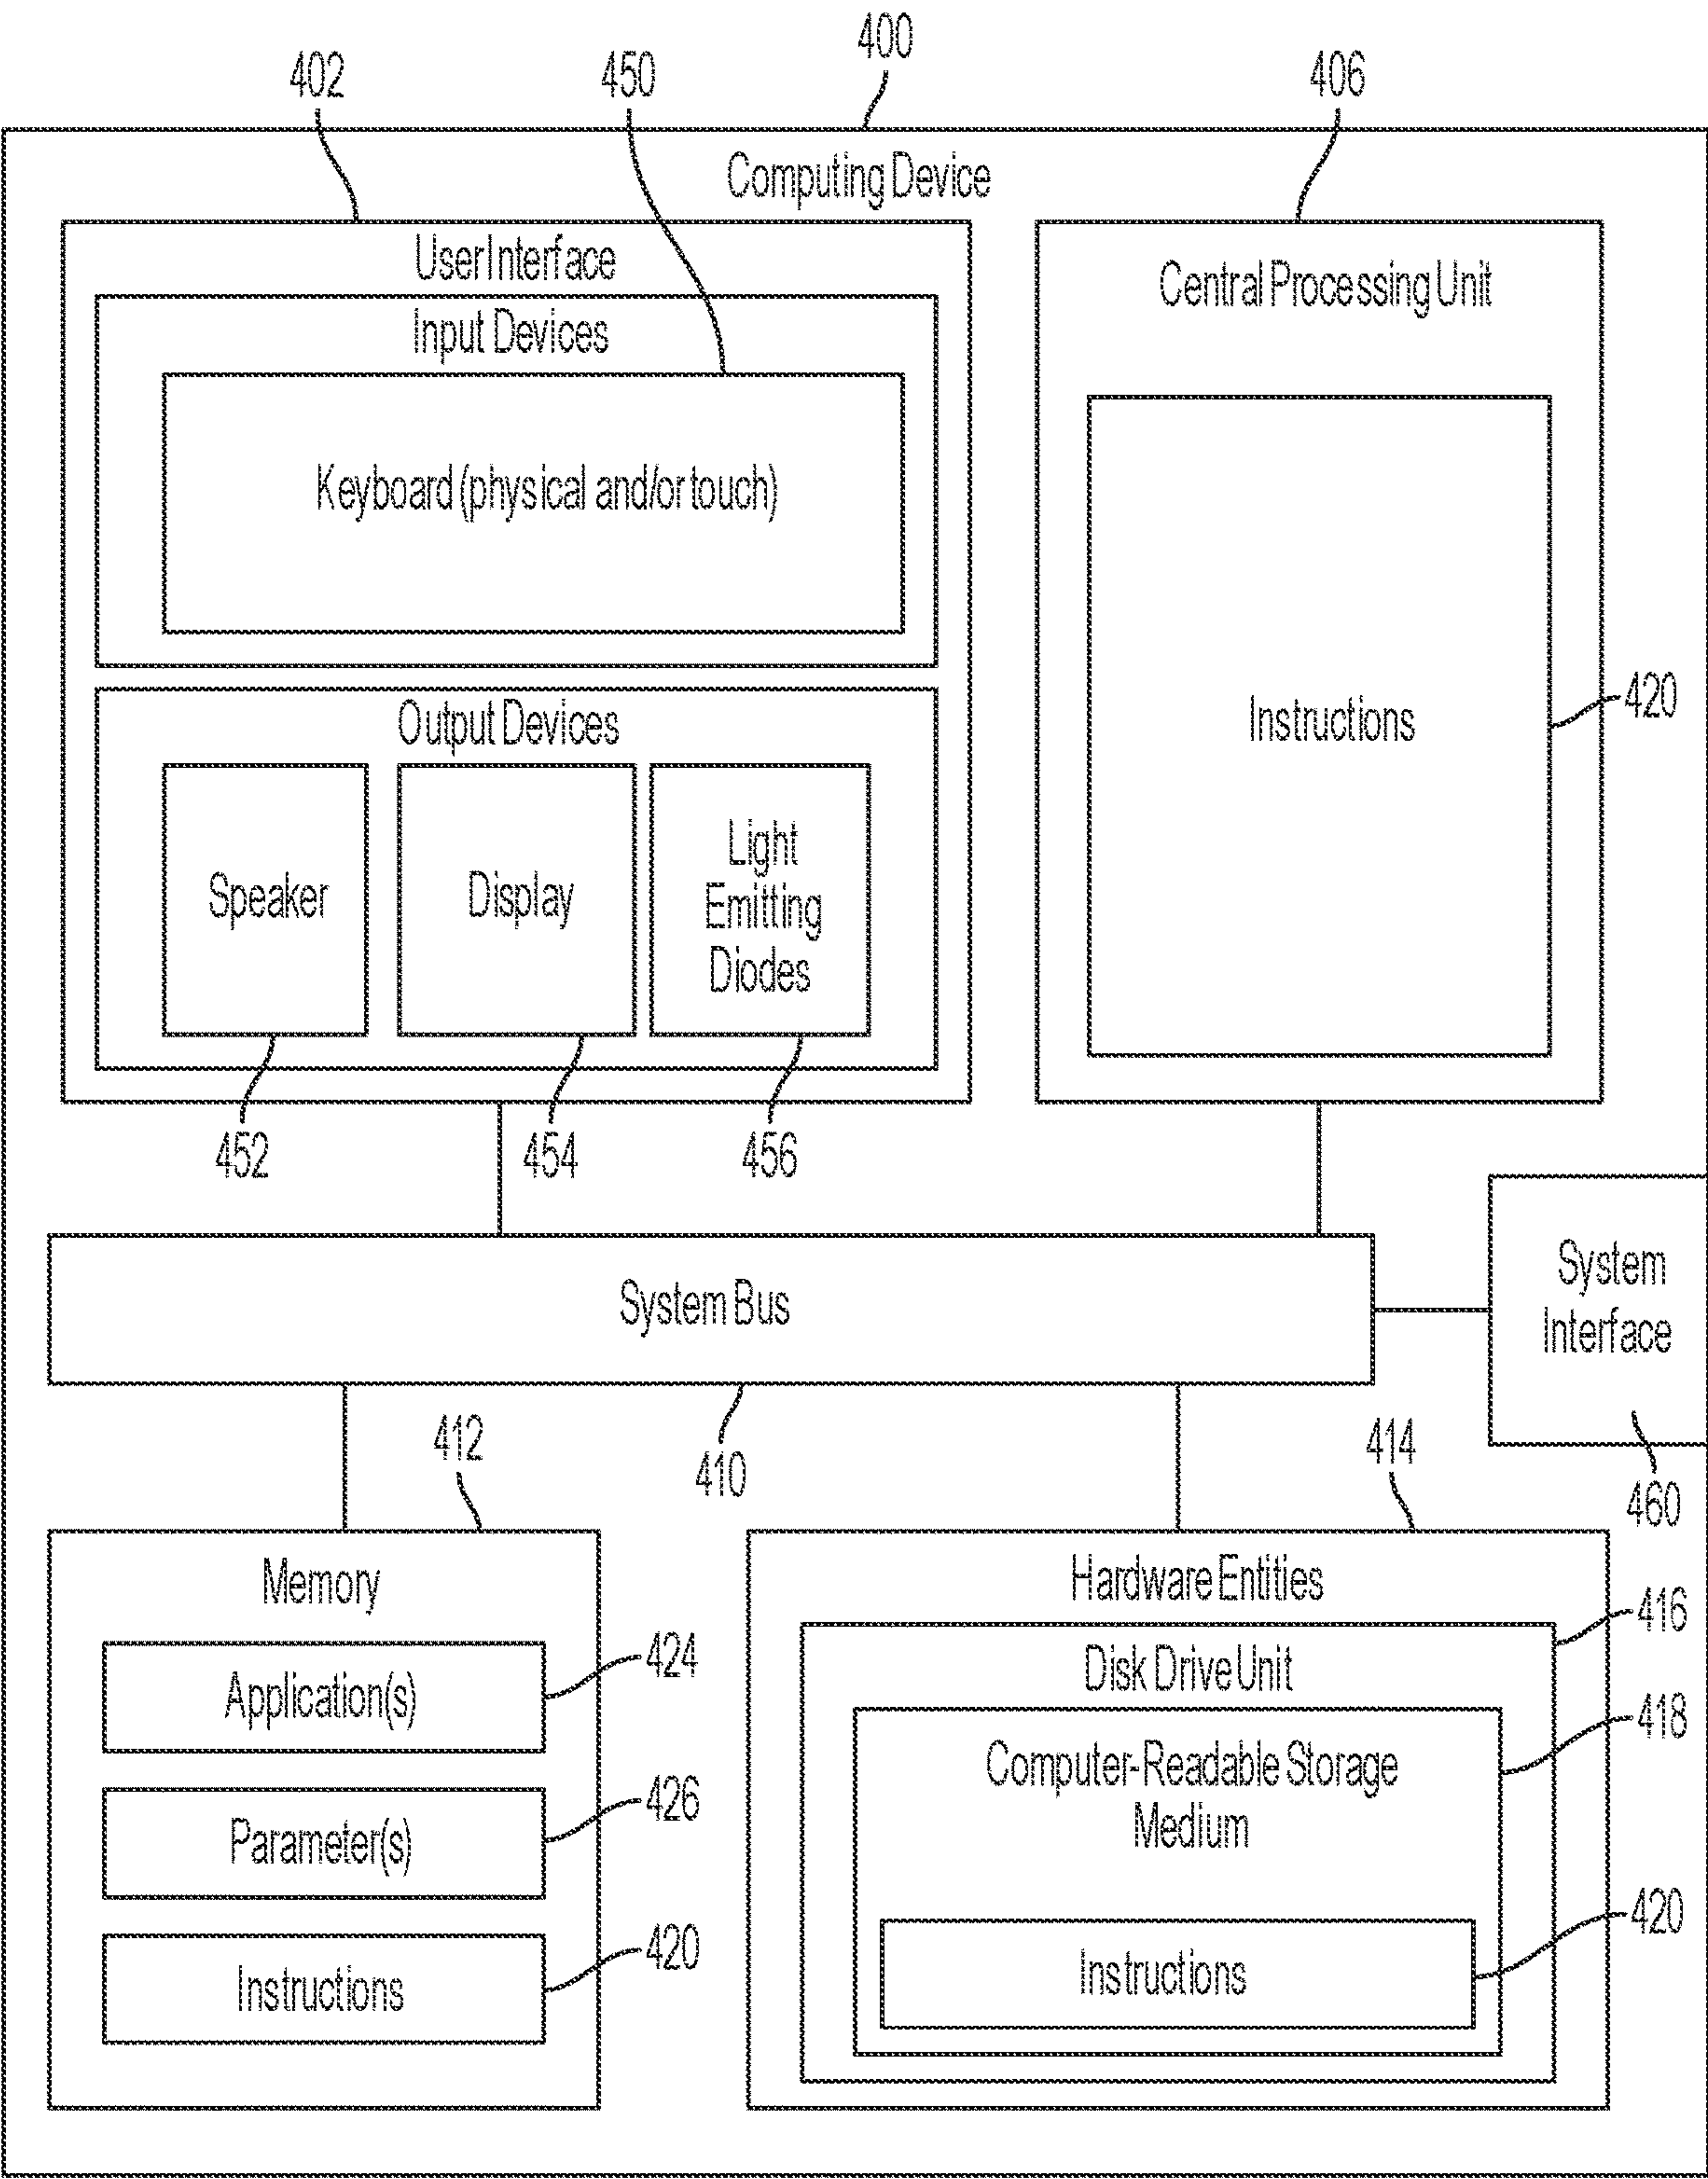 400
402
450
406
Computing Device
User Interface
Input Devices
Keyboard (physical and/or touch)
Central Processing Unit
Instructions
420
Output Devices
Speaker
Display
Light
Emitting
Diodes
452
454
456
System Bus
System
Interface
410
460
412
414
Memory
Application(s)
424
Parameter(s)
426
Instructions
420
Hardware Entities
416
Disk Drive Unit
418
Computer-Readable Storage
Medium
Instructions
420